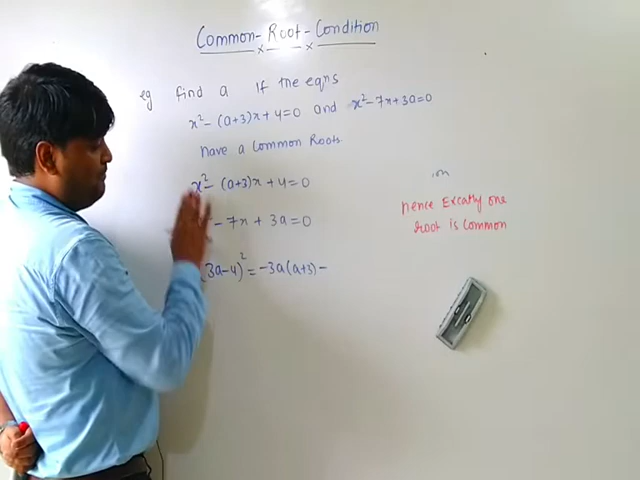 Common-Root-Condition
eg find a if the eqns
x²-(a+3)x+4=0 and x²-7x+3a=0
have a Common Roots
x²-(a+3)x+4=0
-7x+3a=0
(3a-4)²=-3a(a+3)-
Hence Excatly one
Root is common